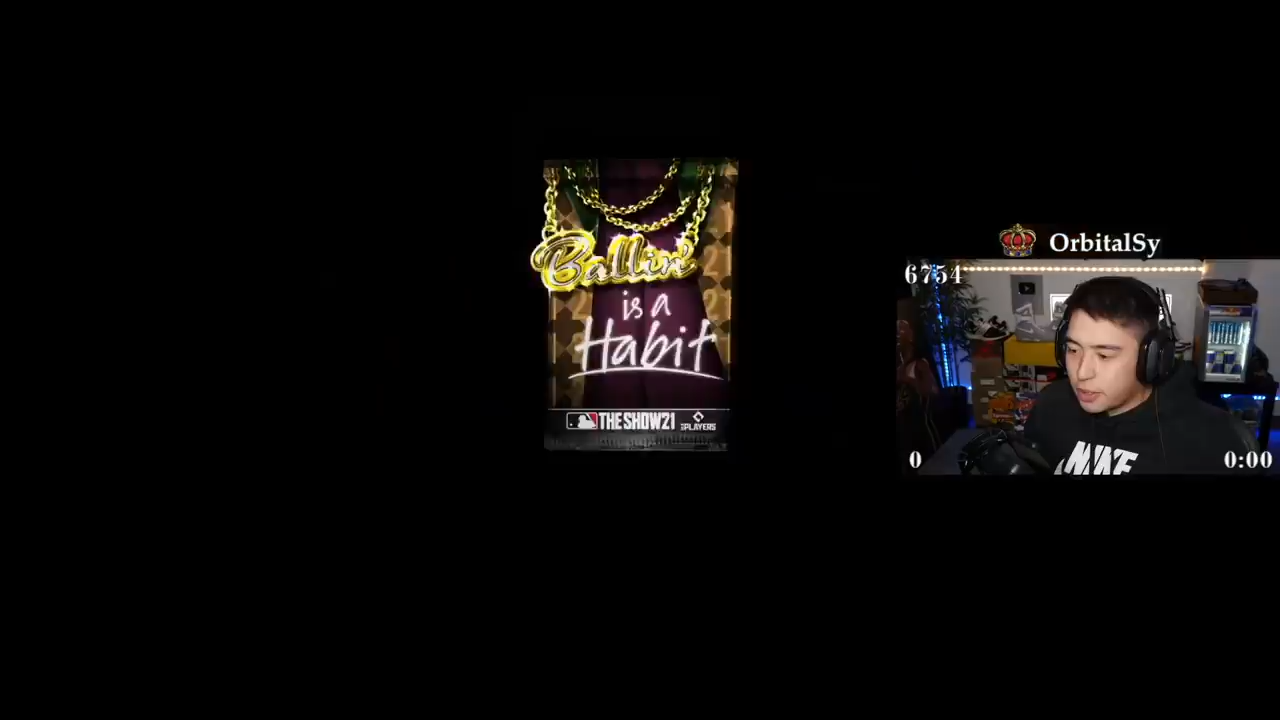 OrbitalSy
6754
Ballin'
is a
Habit
THE SHOW 21
PLAYERS
NIKE
0
0:00